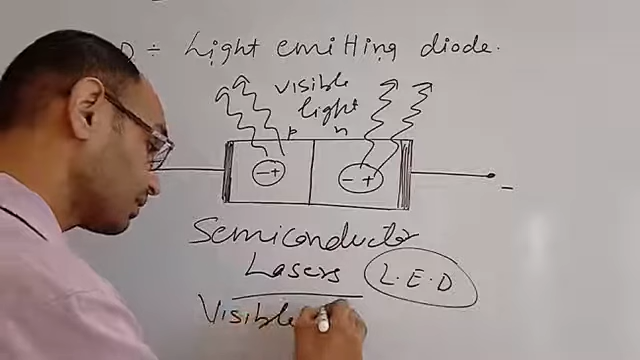 D ÷ Light emitting diode.
visible
light
p n
- +
- +
-
Semiconductor
Lasers
L.E.D
Visible